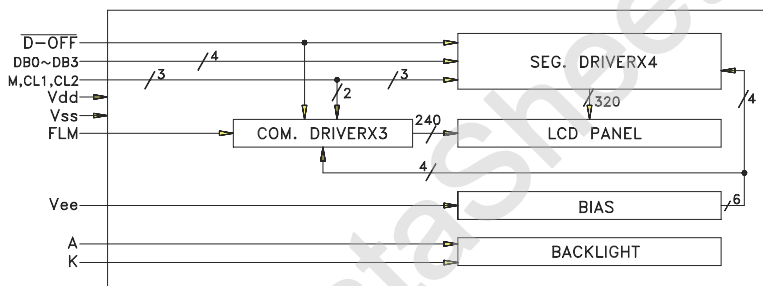 D-OFF
DB0~DB3
4
SEG. DRIVERX4
M,CL1,CL2
3
3
2
4
Vdd
320
Vss
FLM
COM. DRIVERX3
240
LCD PANEL
4
Vee
BIAS
6
A
BACKLIGHT
K